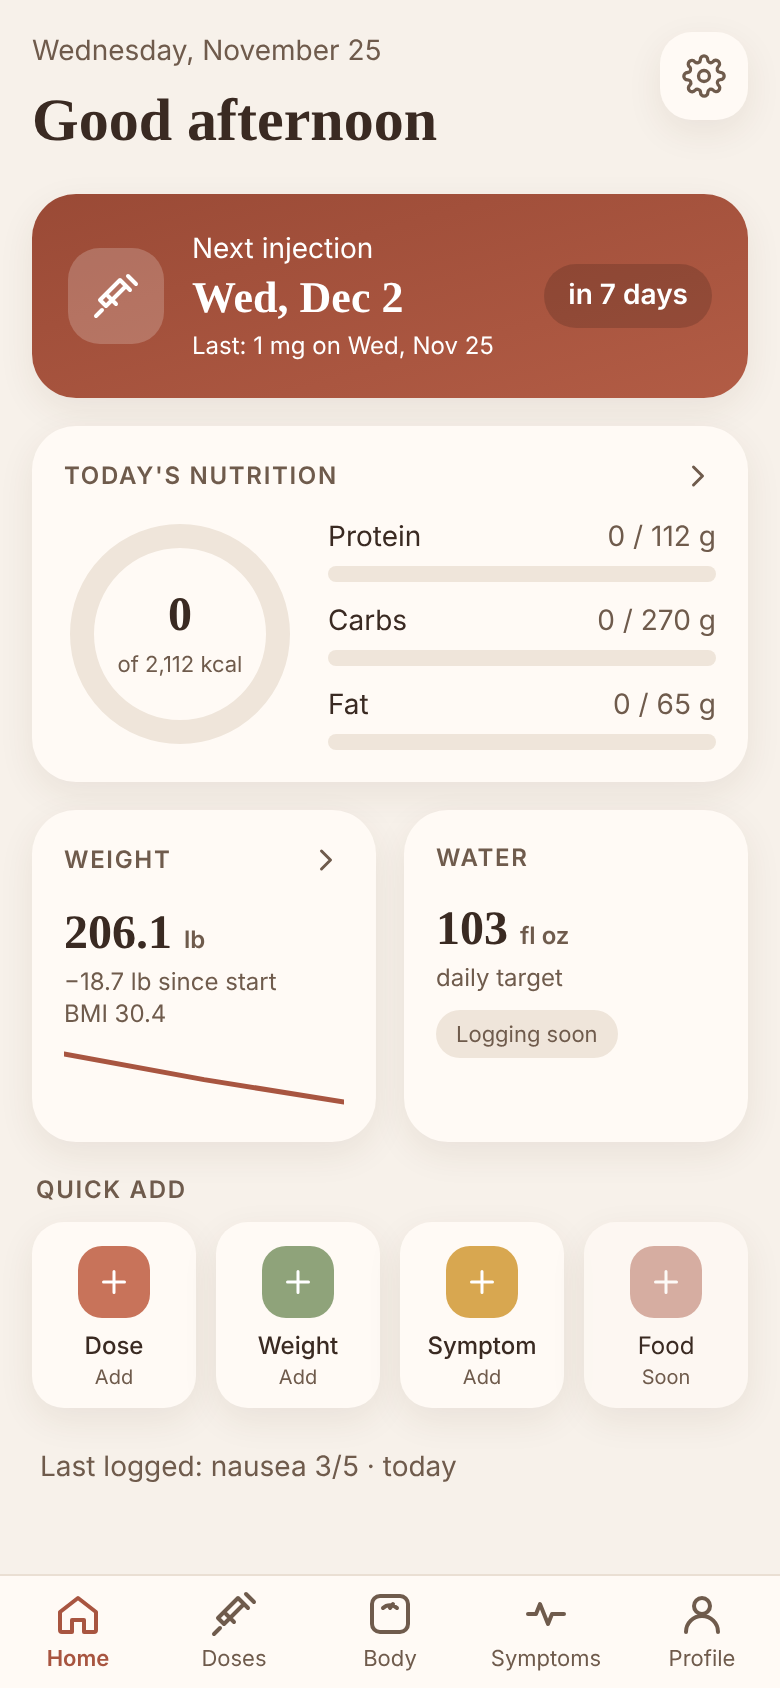 Wednesday, November 25
Good afternoon
Next injection
Wed, Dec 2
Last: 1 mg on Wed, Nov 25
in 7 days
TODAY'S NUTRITION
0
of 2,112 kcal
Protein 0 / 112 g
Carbs 0 / 270 g
Fat 0 / 65 g
WEIGHT
206.1 lb
−18.7 lb since start
BMI 30.4
WATER
103 fl oz
daily target
Logging soon
QUICK ADD
Dose
Add
Weight
Add
Symptom
Add
Food
Soon
Last logged: nausea 3/5 · today
Home
Doses
Body
Symptoms
Profile